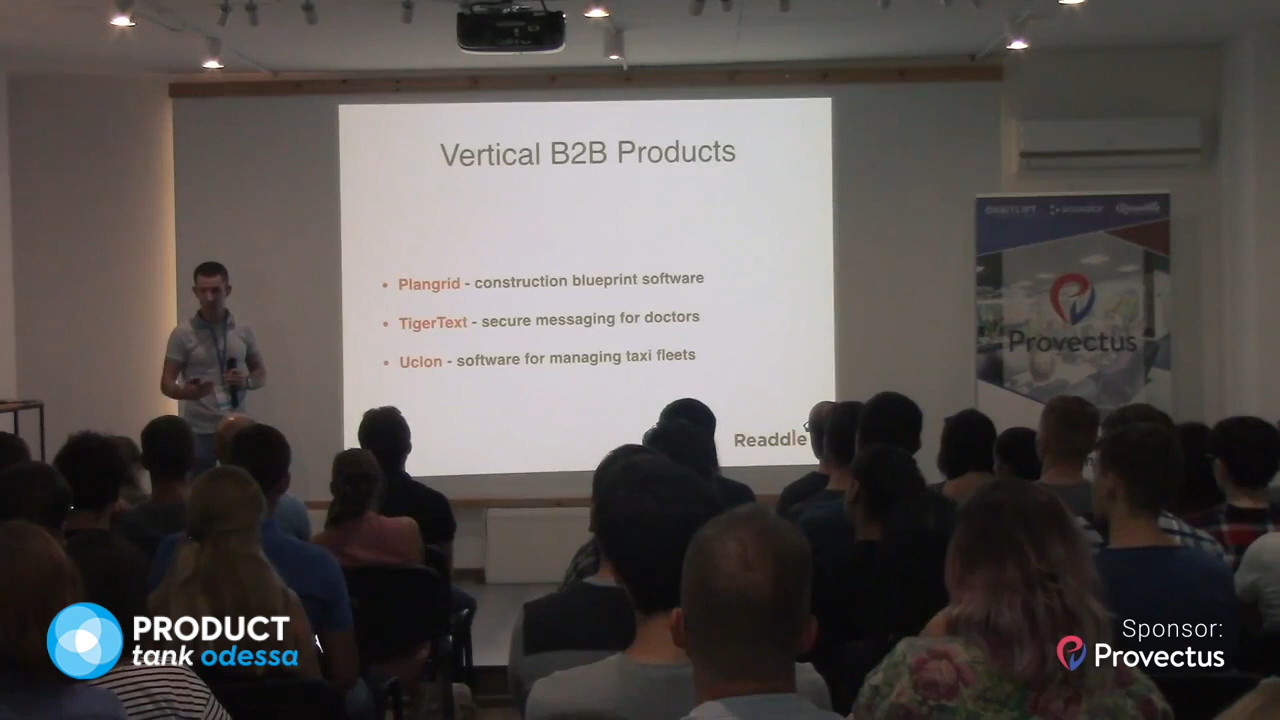 Vertical B2B Products
• Plangrid - construction blueprint software
• TigerText - secure messaging for doctors
• Uclon - software for managing taxi fleets
Readdle
Provectus
PRODUCT
tank odessa
Sponsor:
Provectus